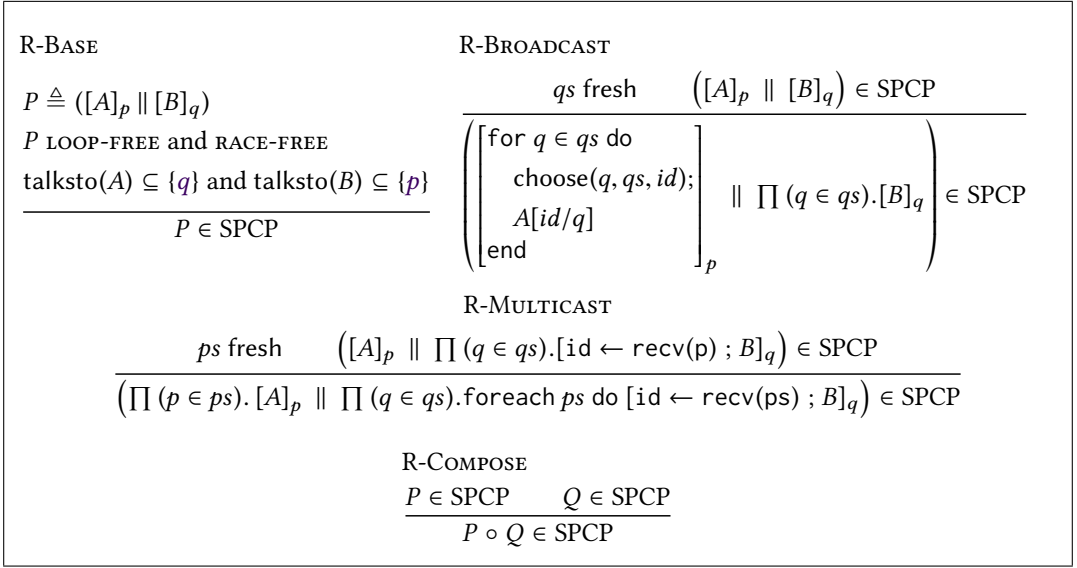 R-Base
P ≜ ([A]p ∥ [B]q)
P loop-free and race-free
talksto(A) ⊆ {q} and talksto(B) ⊆ {p}
P ∈ SPCP
R-Broadcast
qs fresh ([A]p ∥ [B]q) ∈ SPCP
for q ∈ qs do
choose(q, qs, id);
A[id/q]
end
p
∥ ∏ (q ∈ qs).[B]q
∈ SPCP
R-Multicast
ps fresh ([A]p ∥ ∏ (q ∈ qs).[id ← recv(p) ; B]q) ∈ SPCP
(∏ (p ∈ ps). [A]p ∥ ∏ (q ∈ qs).foreach ps do [id ← recv(ps) ; B]q) ∈ SPCP
R-Compose
P ∈ SPCP Q ∈ SPCP
P ∘ Q ∈ SPCP